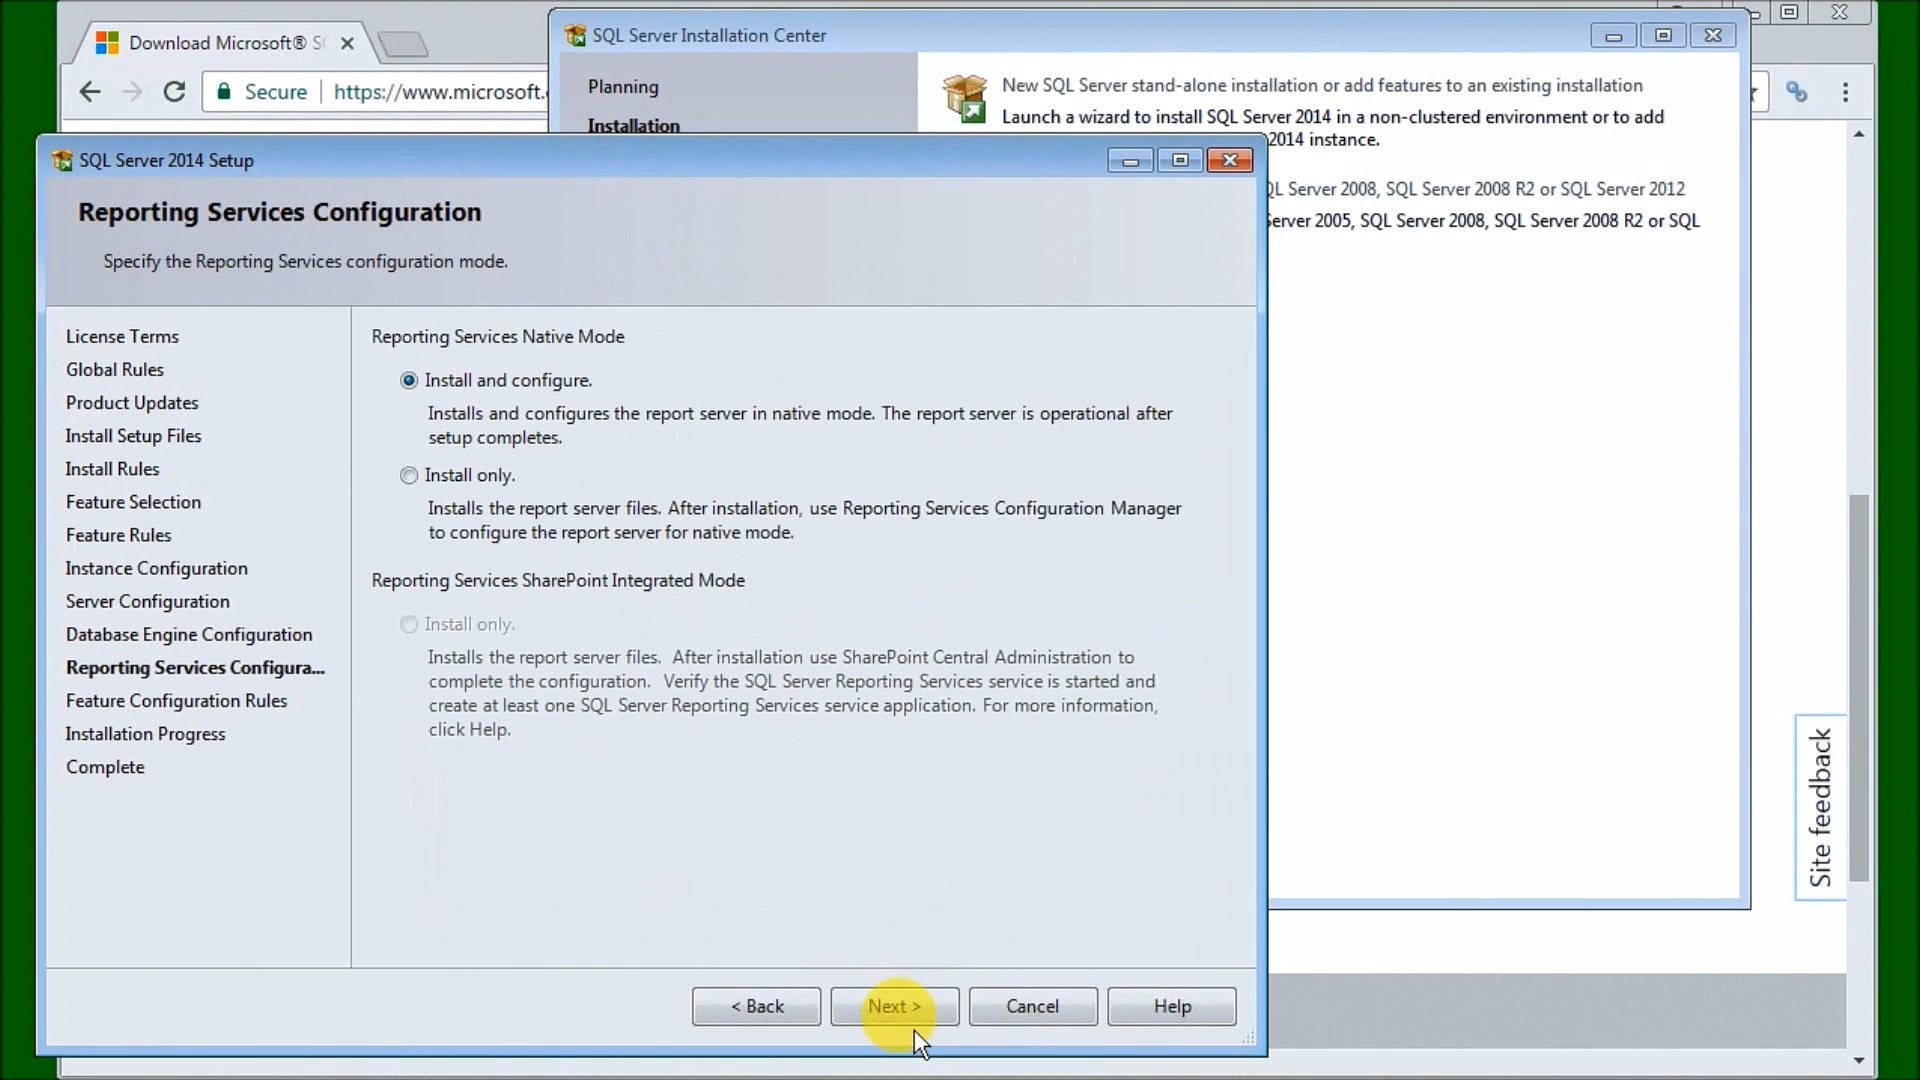 Download Microsoft® S
Secure
https://www.microsoft.
SQL Server Installation Center
Planning
Installation
New SQL Server stand-alone installation or add features to an existing installation
Launch a wizard to install SQL Server 2014 in a non-clustered environment or to add
2014 instance.
QL Server 2008, SQL Server 2008 R2 or SQL Server 2012
Server 2005, SQL Server 2008, SQL Server 2008 R2 or SQL
SQL Server 2014 Setup
Reporting Services Configuration
Specify the Reporting Services configuration mode.
License Terms
Global Rules
Product Updates
Install Setup Files
Install Rules
Feature Selection
Feature Rules
Instance Configuration
Server Configuration
Database Engine Configuration
Reporting Services Configura...
Feature Configuration Rules
Installation Progress
Complete
Reporting Services Native Mode
Install and configure.
Installs and configures the report server in native mode. The report server is operational after
setup completes.
Install only.
Installs the report server files. After installation, use Reporting Services Configuration Manager
to configure the report server for native mode.
Reporting Services SharePoint Integrated Mode
Install only.
Installs the report server files. After installation use SharePoint Central Administration to
complete the configuration. Verify the SQL Server Reporting Services service is started and
create at least one SQL Server Reporting Services service application. For more information,
click Help.
< Back
Next >
Cancel
Help
Site feedback